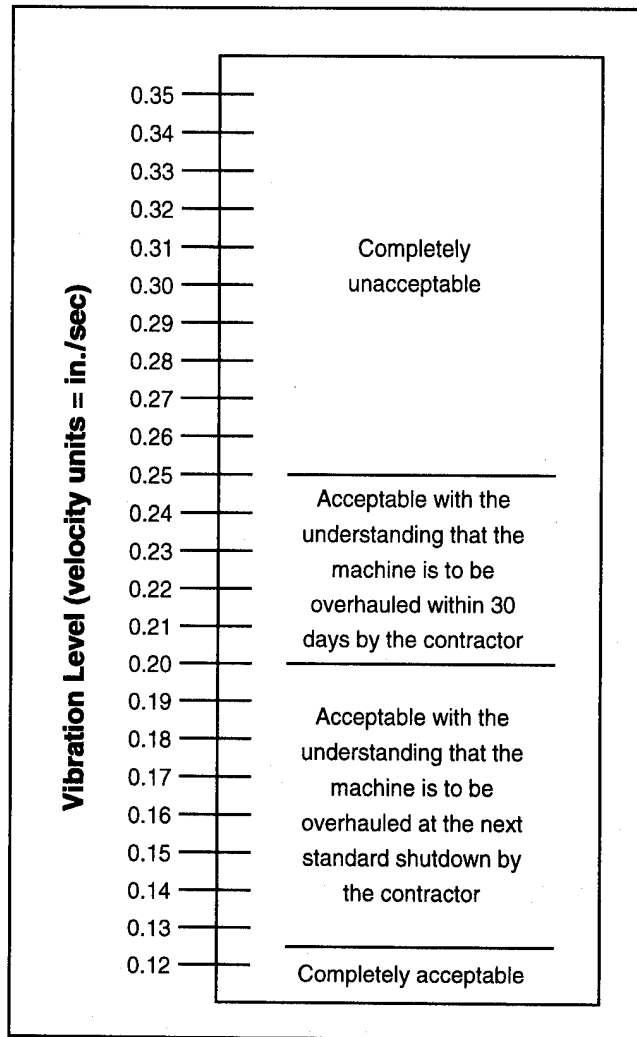 Vibration Level (velocity units = in./sec)
0.35
0.34
0.33
0.32
0.31
0.30
0.29
0.28
0.27
0.26
0.25
0.24
0.23
0.22
0.21
0.20
0.19
0.18
0.17
0.16
0.15
0.14
0.13
0.12
Completely
unacceptable
Acceptable with the
understanding that the
machine is to be
overhauled within 30
days by the contractor
Acceptable with the
understanding that the
machine is to be
overhauled at the next
standard shutdown by
the contractor
Completely acceptable